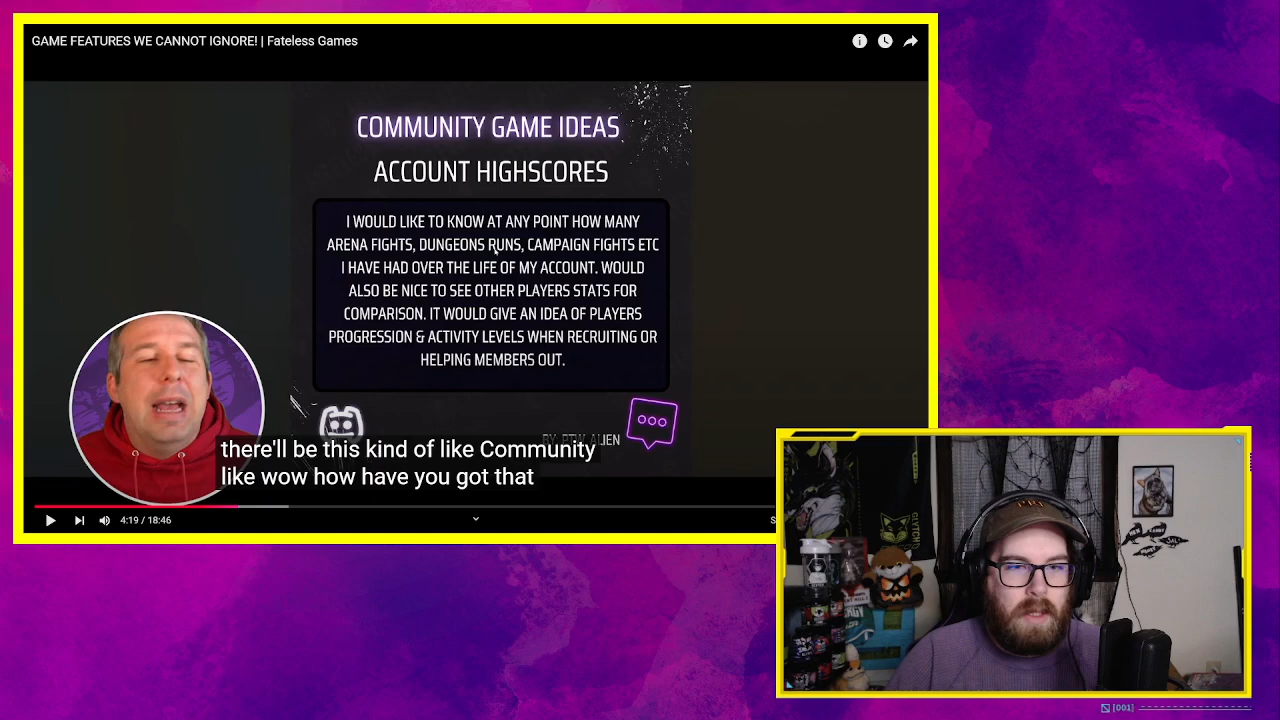 GAME FEATURES WE CANNOT IGNORE! | Fateless Games
COMMUNITY GAME IDEAS
ACCOUNT HIGHSCORES
I WOULD LIKE TO KNOW AT ANY POINT HOW MANY
ARENA FIGHTS, DUNGEONS RUNS, CAMPAIGN FIGHTS ETC
I HAVE HAD OVER THE LIFE OF MY ACCOUNT. WOULD
ALSO BE NICE TO SEE OTHER PLAYERS STATS FOR
COMPARISON. IT WOULD GIVE AN IDEA OF PLAYERS
PROGRESSION & ACTIVITY LEVELS WHEN RECRUITING OR
HELPING MEMBERS OUT.
there'll be this kind of like Community
like wow how have you got that
4:19 / 18:46
[001]